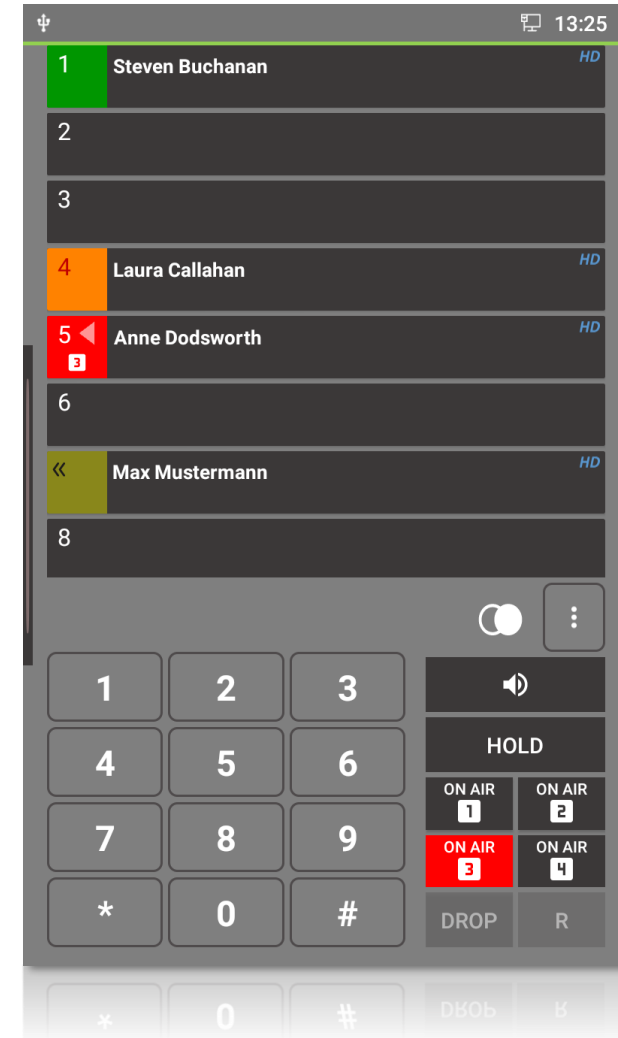 13:25
1 Steven Buchanan HD
2
3
4 Laura Callahan HD
5 Anne Dodsworth HD
3
6
« Max Mustermann HD
8
1 2 3
4 5 6
HOLD
ON AIR ON AIR
1 2
7 8 9
ON AIR ON AIR
3 4
* 0 #
DROP R
* 0 #
DROP R